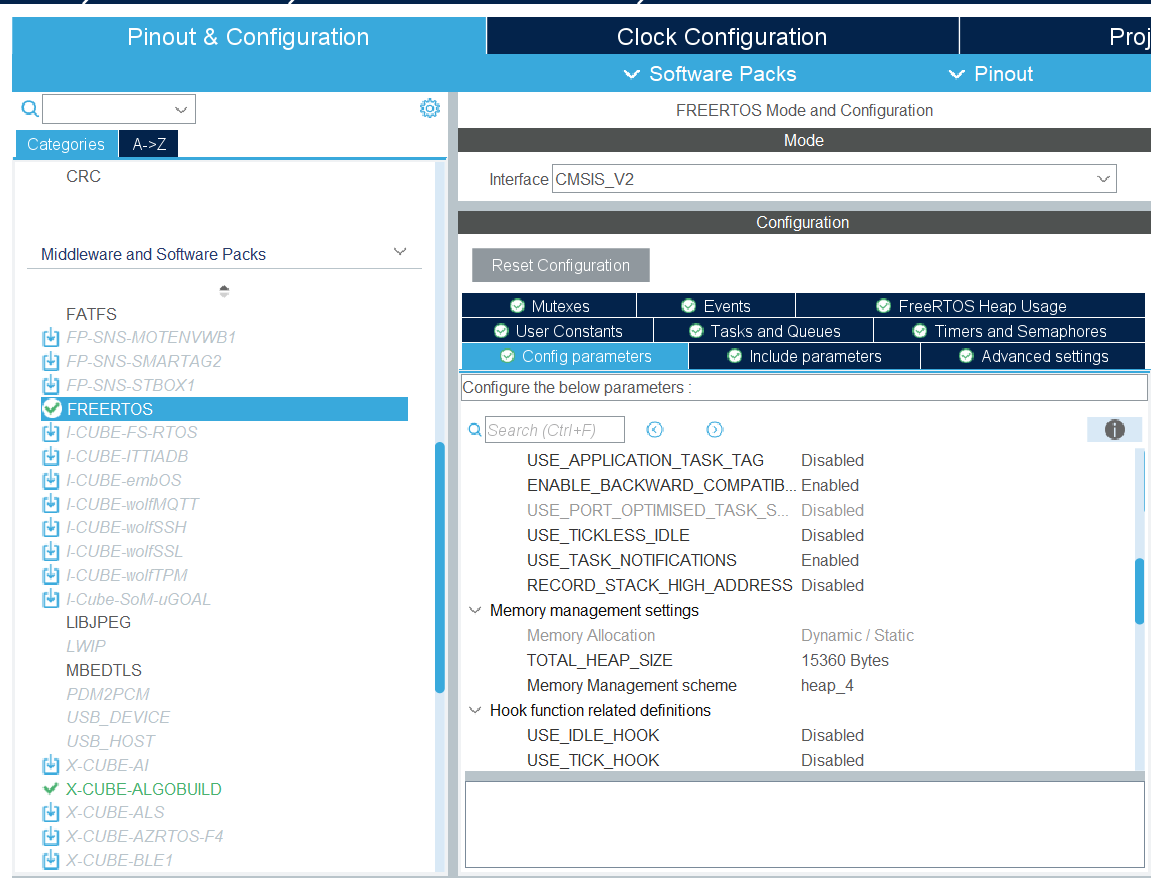 Pinout & Configuration
Clock Configuration
Proj
Software Packs
Pinout
Categories
A->Z
CRC
Middleware and Software Packs
FATFS
FP-SNS-MOTENVWB1
FP-SNS-SMARTAG2
FP-SNS-STBOX1
FREERTOS
I-CUBE-FS-RTOS
I-CUBE-ITTIADB
I-CUBE-embOS
I-CUBE-wolfMQTT
I-CUBE-wolfSSH
I-CUBE-wolfSSL
I-CUBE-wolfTPM
I-Cube-SoM-uGOAL
LIBJPEG
LWIP
MBEDTLS
PDM2PCM
USB_DEVICE
USB_HOST
X-CUBE-AI
X-CUBE-ALGOBUILD
X-CUBE-ALS
X-CUBE-AZRTOS-F4
X-CUBE-BLE1
FREERTOS Mode and Configuration
Mode
Interface CMSIS_V2
Configuration
Reset Configuration
Mutexes Events FreeRTOS Heap Usage
User Constants Tasks and Queues Timers and Semaphores
Config parameters Include parameters Advanced settings
Configure the below parameters :
Search (Ctrl+F)
USE_APPLICATION_TASK_TAG Disabled
ENABLE_BACKWARD_COMPATIB... Enabled
USE_PORT_OPTIMISED_TASK_S... Disabled
USE_TICKLESS_IDLE Disabled
USE_TASK_NOTIFICATIONS Enabled
RECORD_STACK_HIGH_ADDRESS Disabled
Memory management settings
Memory Allocation Dynamic / Static
TOTAL_HEAP_SIZE 15360 Bytes
Memory Management scheme heap_4
Hook function related definitions
USE_IDLE_HOOK Disabled
USE_TICK_HOOK Disabled